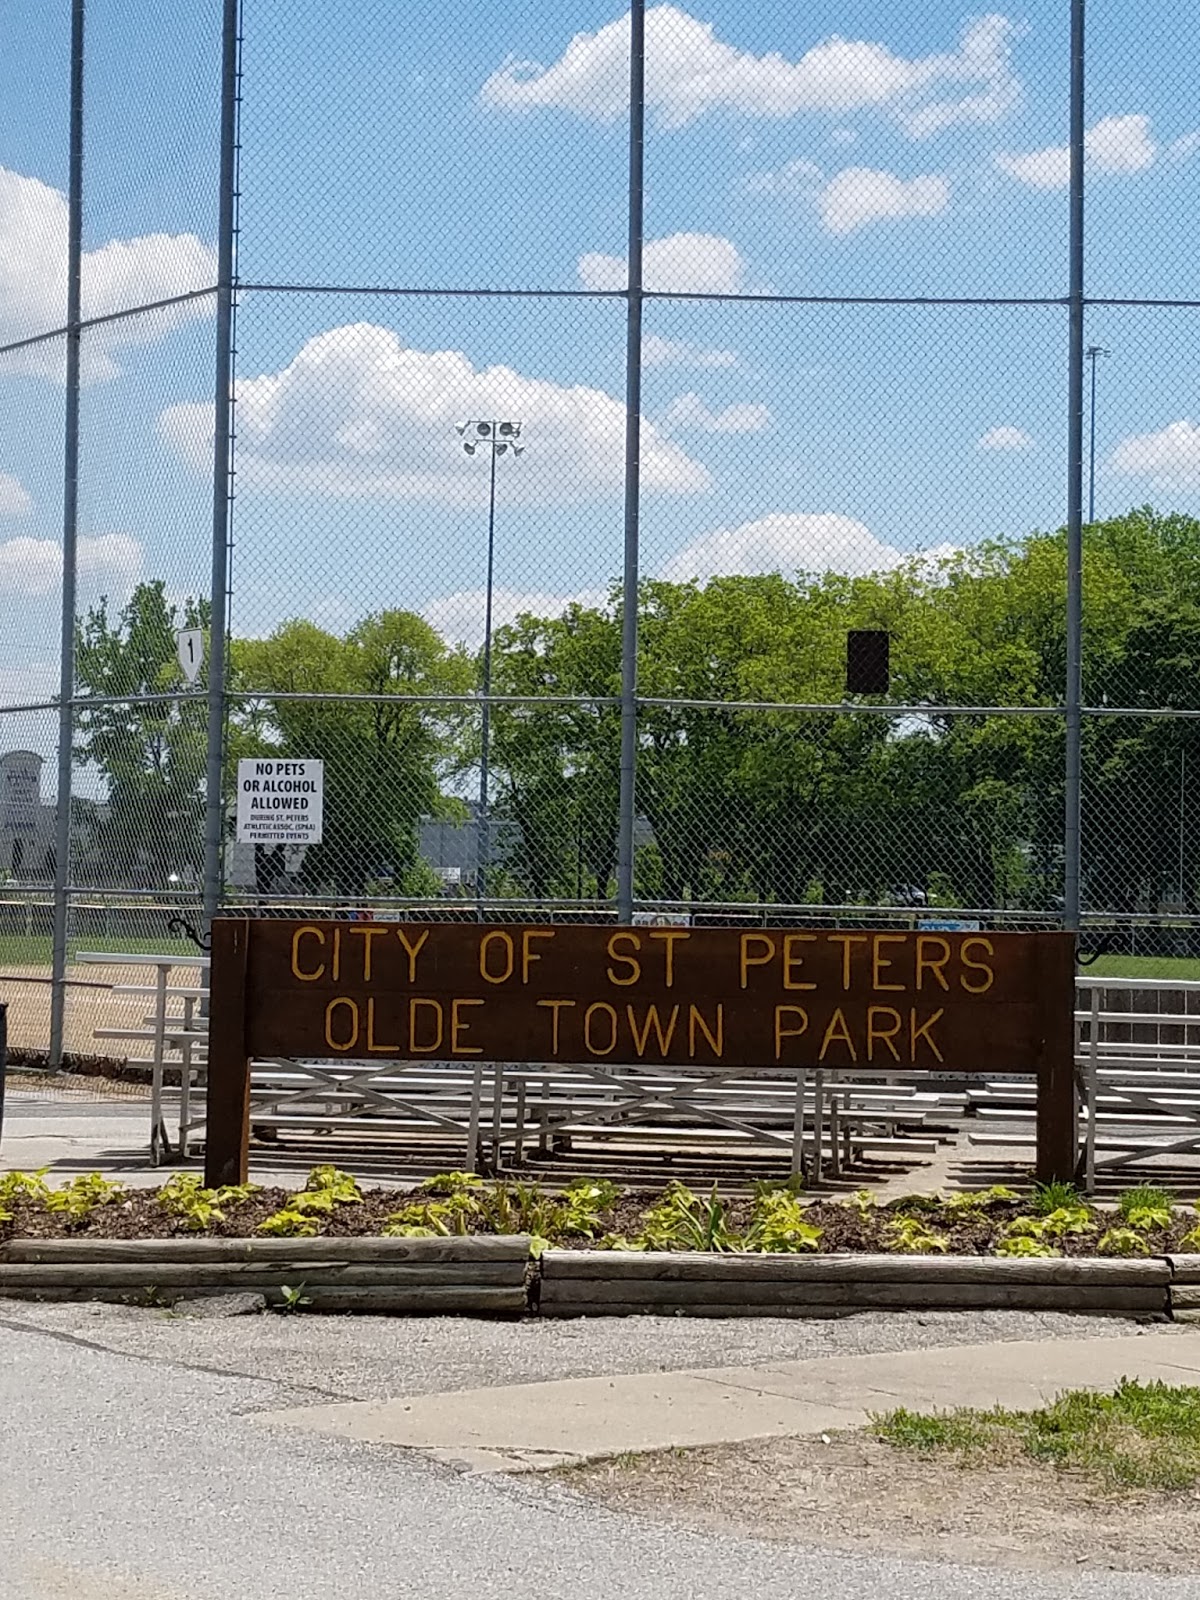 1
NO PETS
OR ALCOHOL
ALLOWED
DURING ST. PETERS
ATHLETIC ASSOC. (SPAA)
PERMITTED EVENTS
CITY OF ST PETERS
OLDE TOWN PARK